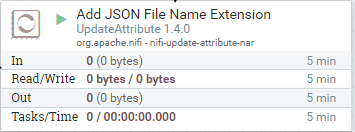 Add JSON File Name Extension
UpdateAttribute 1.4.0
org.apache.nifi - nifi-update-attribute-nar
In 0 (0 bytes) 5 min
Read/Write 0 bytes / 0 bytes 5 min
Out 0 (0 bytes) 5 min
Tasks/Time 0 / 00:00:00.000 5 min